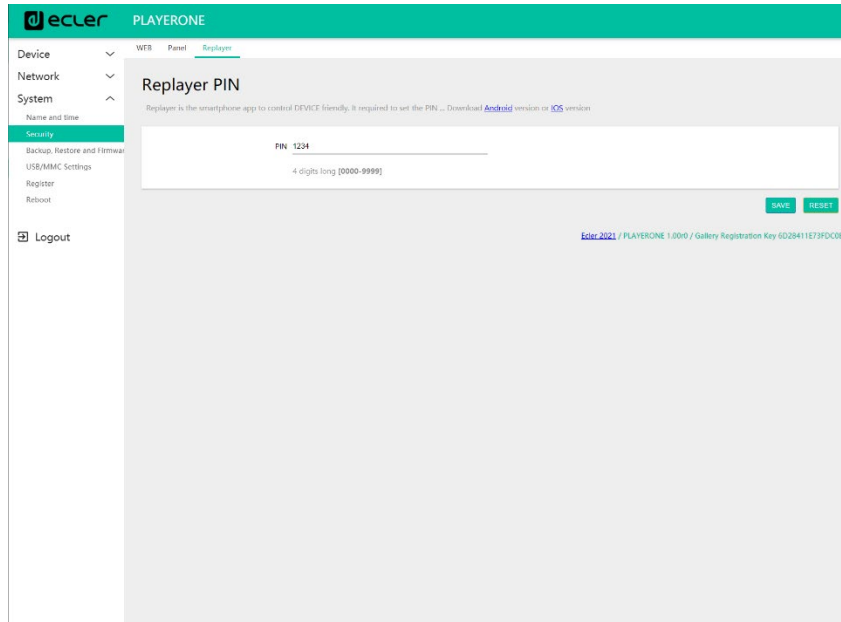 ecler PLAYERONE
WEB Panel Replayer
Device
Network
System
Name and time
Security
Backup, Restore and Firmwar
USB/MMC Settings
Register
Reboot
Logout
Replayer PIN
Replayer is the smartphone app to control DEVICE friendly. It required to set the PIN ... Download Android version or IOS version
PIN 1234
4 digits long [0000-9999]
SAVE RESET
Ecler 2021 / PLAYERONE 1.00r0 / Gallery Registration Key 6D28411E73FDC0